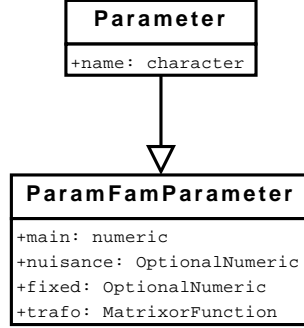 Parameter
+name: character
ParamFamParameter
+main: numeric
+nuisance: OptionalNumeric
+fixed: OptionalNumeric
+trafo: MatrixorFunction